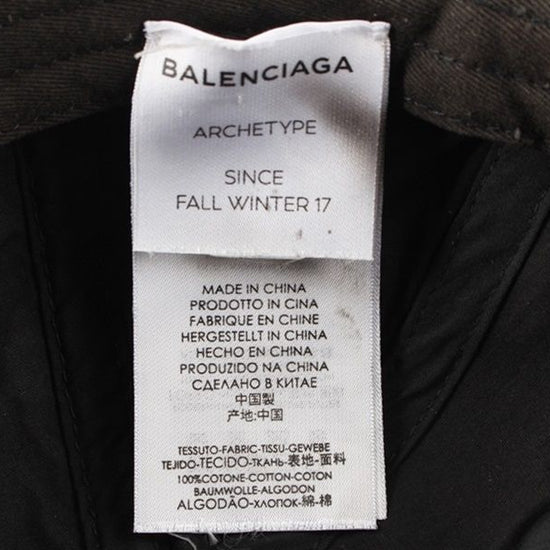 BALENCIAGA
ARCHETYPE
SINCE
FALL WINTER 17
MADE IN CHINA
PRODOTTO IN CINA
FABRIQUE EN CHINE
HERGESTELLT IN CHINA
HECHO EN CHINA
PRODUZIDO NA CHINA
СДЕЛАНО В КИТАЕ
中国製
产地:中国
TESSUTO-FABRIC-TISSU-GEWEBE
TEJIDO-TECIDO-ТКАНЬ-表地-面料
100%COTONE-COTTON-COTON
BAUMWOLLE-ALGODON
ALGODÃO-ХЛОПОК-綿-棉